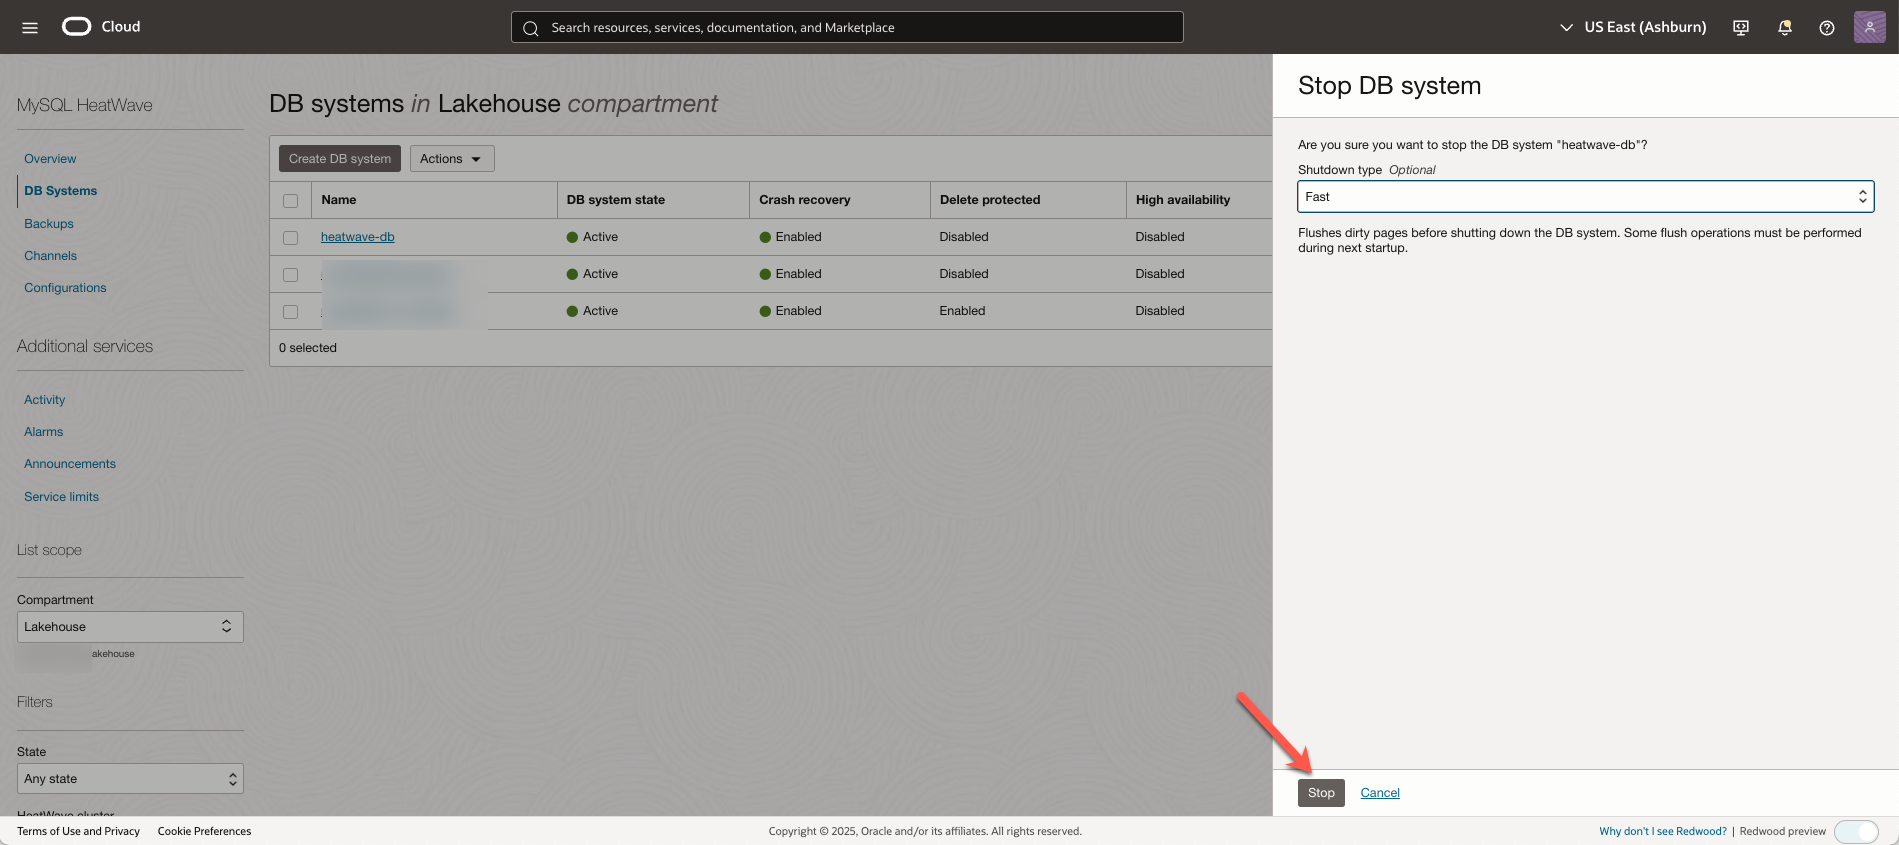 Cloud
Search resources, services, documentation, and Marketplace
US East (Ashburn)
MySQL HeatWave
Overview
DB Systems
Backups
Channels
Configurations
Additional services
Activity
Alarms
Announcements
Service limits
List scope
Compartment
Lakehouse
akehouse
Filters
State
Any state
HeatWave cluster
DB systems in Lakehouse compartment
Create DB system
Actions
Name DB system state Crash recovery Delete protected High availability
heatwave-db Active Enabled Disabled Disabled
Active Enabled Disabled Disabled
Active Enabled Enabled Disabled
0 selected
Stop DB system
Are you sure you want to stop the DB system "heatwave-db"?
Shutdown type Optional
Fast
Flushes dirty pages before shutting down the DB system. Some flush operations must be performed
during next startup.
Stop Cancel
Terms of Use and Privacy Cookie Preferences
Copyright © 2025, Oracle and/or its affiliates. All rights reserved.
Why don't I see Redwood? | Redwood preview